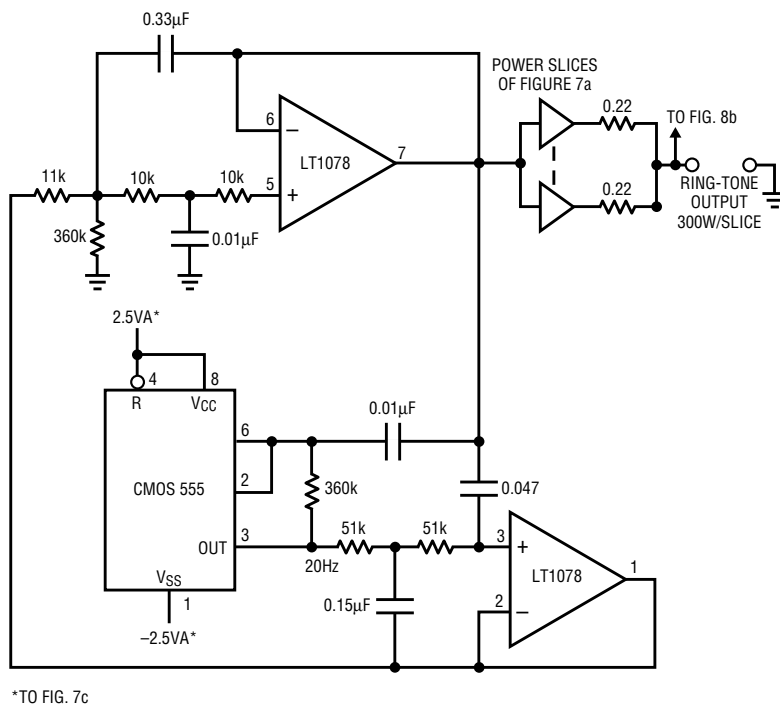 0.33µF
POWER SLICES
OF FIGURE 7a
0.22
TO FIG. 8b
6
–
LT1078
7
11k
10k
10k
5
+
RING-TONE
OUTPUT
300W/SLICE
360k
0.01µF
0.22
2.5VA*
4
8
R
VCC
0.01µF
6
CMOS 555
2
360k
0.047
OUT
3
51k
51k
3
+
1
20Hz
LT1078
VSS
0.15µF
2
–
1
–2.5VA*
*TO FIG. 7c